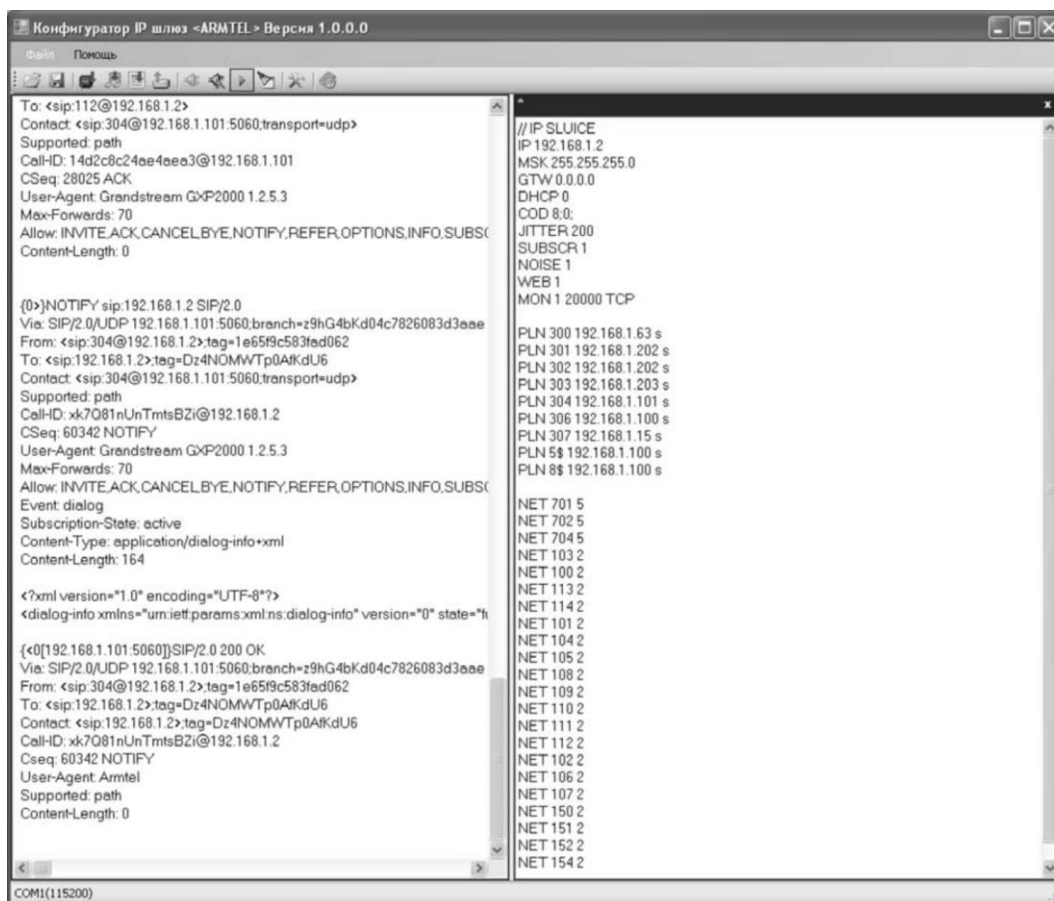 Конфигуратор IP шлюз <ARMTEL> Версия 1.0.0.0
Файл Помощь
To: <sip:112@192.168.1.2>
Contact: <sip:304@192.168.1.101:5060;transport=udp>
Supported: path
CallHD: 14d2c8c24ae4aea3@192.168.1.101
CSeq: 28025 ACK
User-Agent: Grandstream GXP2000 1.2.5.3
Max-Forwards: 70
Allow: INVITE,ACK,CANCEL,BYE,NOTIFY,REFER,OPTIONS,INFO,SUBSC
Content-Length: 0
{0>}NOTIFY sip:192.168.1.2 SIP/2.0
Via: SIP/2.0/UDP 192.168.1.101:5060;branch=z9hG4bKd04c7826083d3aae
From: <sip:304@192.168.1.2>;tag=1e65f9c583fad062
To: <sip:192.168.1.2>;tag=Dz4NOMWTp0AfKdU6
Contact: <sip:304@192.168.1.101:5060;transport=udp>
Supported: path
CallHD: xk7Q81nUnTmtsBZi@192.168.1.2
CSeq: 60342 NOTIFY
User-Agent: Grandstream GXP2000 1.2.5.3
Max-Forwards: 70
Allow: INVITE,ACK,CANCEL,BYE,NOTIFY,REFER,OPTIONS,INFO,SUBSC
Event: dialog
Subscription-State: active
Content-Type: application/dialog-info+xml
Content-Length: 164
<?xml version="1.0" encoding="UTF-8"?>
<dialog-info xmlns="urn:ietf:params:xml:ns:dialog-info" version="0" state="fu
{<0[192.168.1.101:5060]}SIP/2.0 200 OK
Via: SIP/2.0/UDP 192.168.1.101:5060;branch=z9hG4bKd04c7826083d3aae
From: <sip:304@192.168.1.2>;tag=1e65f9c583fad062
To: <sip:192.168.1.2>;tag=Dz4NOMWTp0AfKdU6
Contact: <sip:192.168.1.2>;tag=Dz4NOMWTp0AfKdU6
CallHD: xk7Q81nUnTmtsBZi@192.168.1.2
Cseq: 60342 NOTIFY
User-Agent: Armtel
Supported: path
Content-Length: 0
// IP SLUICE
IP 192.168.1.2
MSK 255.255.255.0
GTW 0.0.0.0
DHCP 0
COD 8;0;
JITTER 200
SUBSCR 1
NOISE 1
WEB 1
MON 1 20000 TCP
PLN 300 192.168.1.63 s
PLN 301 192.168.1.202 s
PLN 302 192.168.1.202 s
PLN 303 192.168.1.203 s
PLN 304 192.168.1.101 s
PLN 306 192.168.1.100 s
PLN 307 192.168.1.15 s
PLN 5$ 192.168.1.100 s
PLN 8$ 192.168.1.100 s
NET 701 5
NET 702 5
NET 704 5
NET 103 2
NET 100 2
NET 113 2
NET 114 2
NET 101 2
NET 104 2
NET 105 2
NET 108 2
NET 109 2
NET 110 2
NET 111 2
NET 112 2
NET 102 2
NET 106 2
NET 107 2
NET 150 2
NET 151 2
NET 152 2
NET 154 2
COM1(115200)